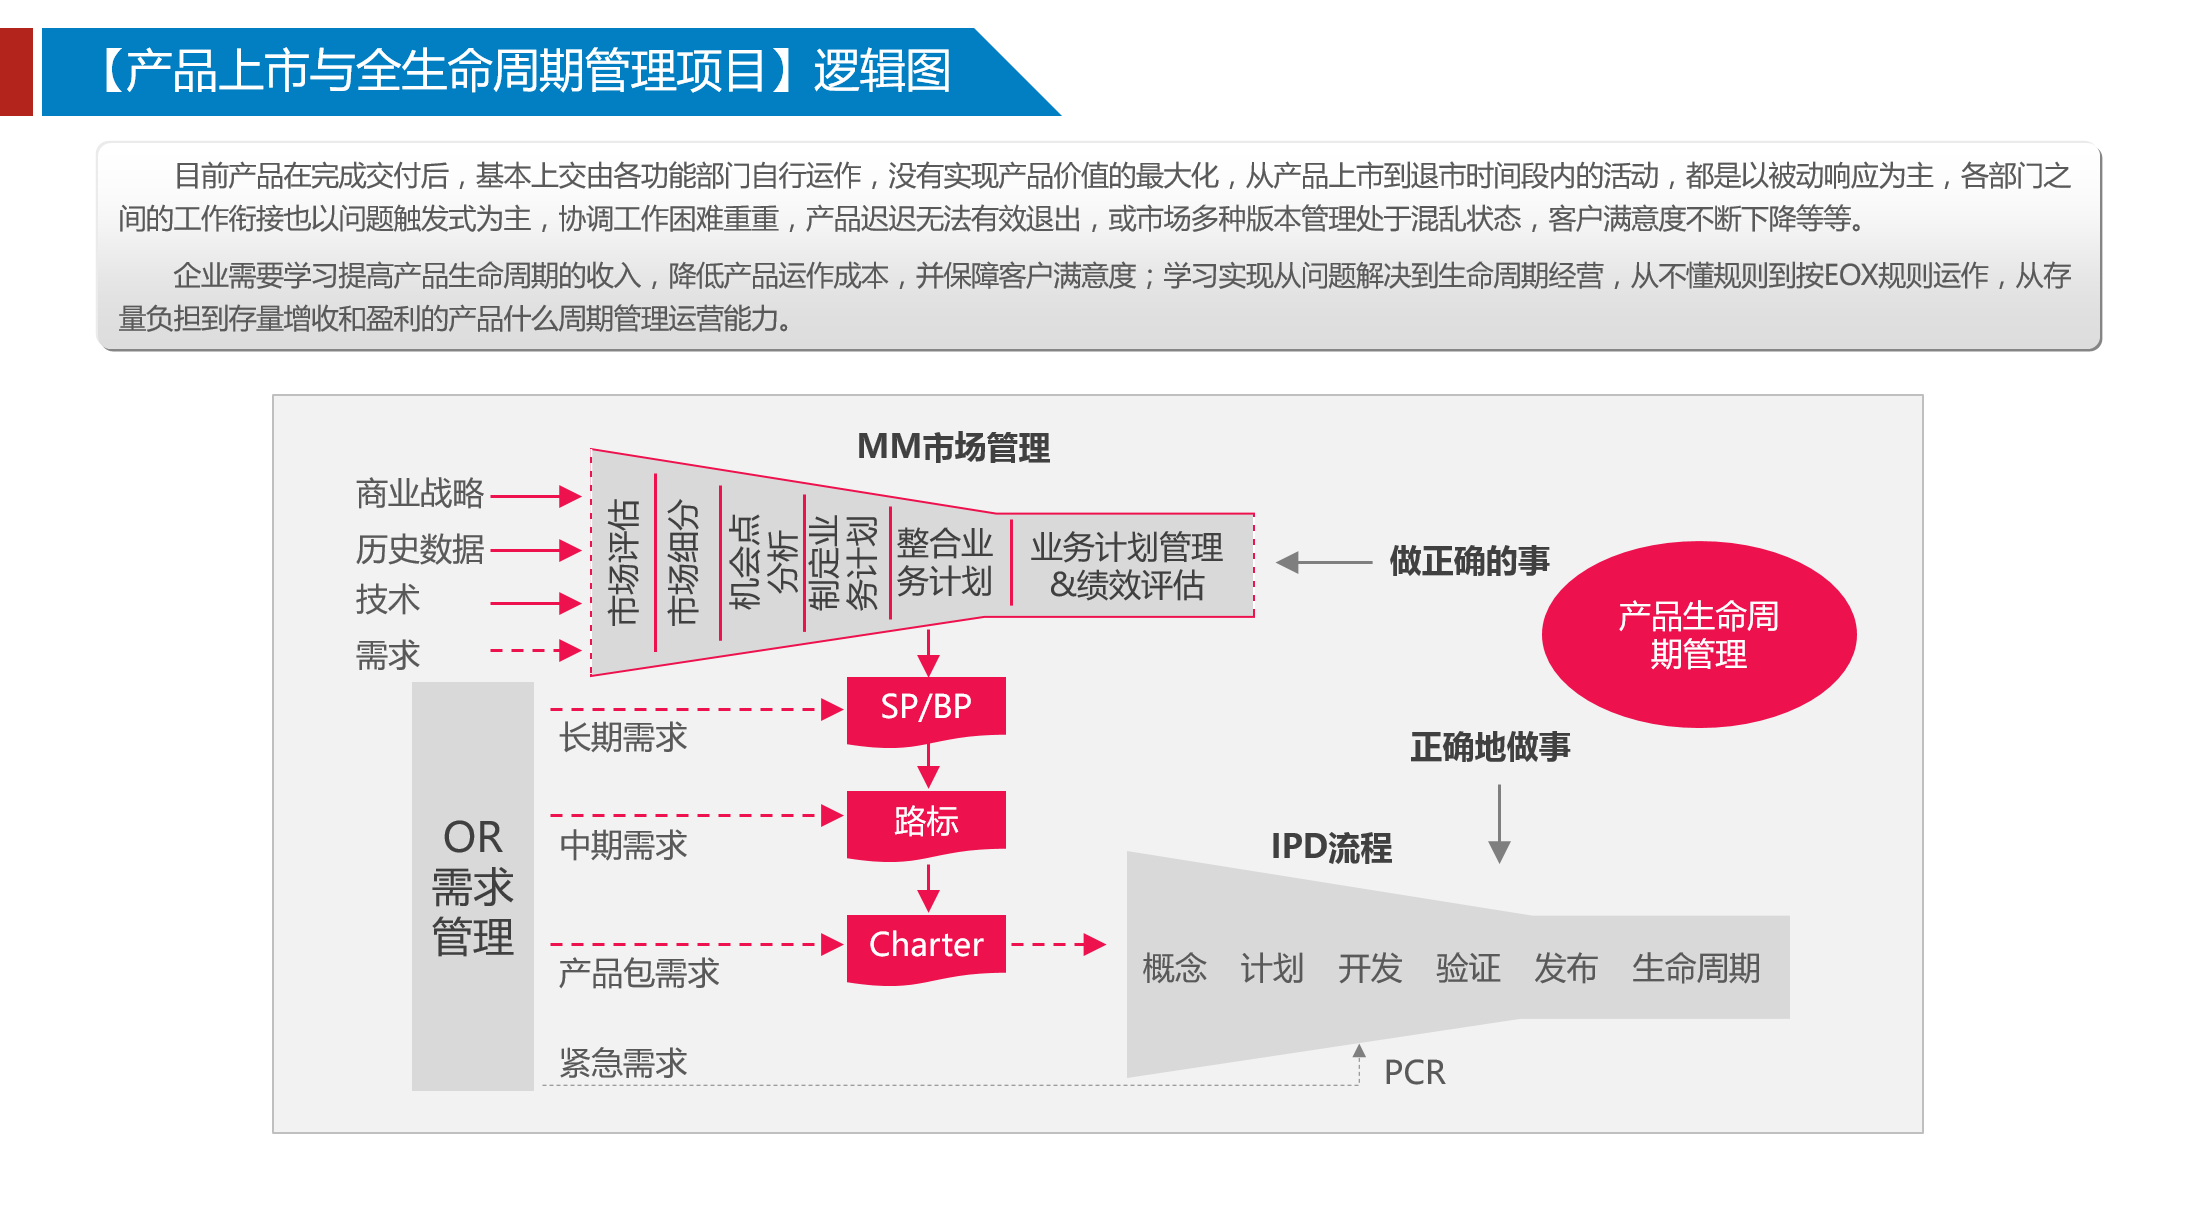 【产品上市与全生命周期管理项目】逻辑图
目前产品在完成交付后，基本上交由各功能部门自行运作，没有实现产品价值的最大化，从产品上市到退市时间段内的活动，都是以被动响应为主，各部门之
间的工作衔接也以问题触发式为主，协调工作困难重重，产品迟迟无法有效退出，或市场多种版本管理处于混乱状态，客户满意度不断下降等等。
企业需要学习提高产品生命周期的收入，降低产品运作成本，并保障客户满意度；学习实现从问题解决到生命周期经营，从不懂规则到按EOX规则运作，从存
量负担到存量增收和盈利的产品什么周期管理运营能力。
MM市场管理
商业战略
历史数据
技术
需求
市场评估
市场细分
机会点
分析
制定业
务计划
整合业
务计划
业务计划管理
&绩效评估
做正确的事
产品生命周
期管理
正确地做事
OR
需求
管理
长期需求
中期需求
产品包需求
紧急需求
SP/BP
路标
Charter
IPD流程
概念
计划
开发
验证
发布
生命周期
PCR